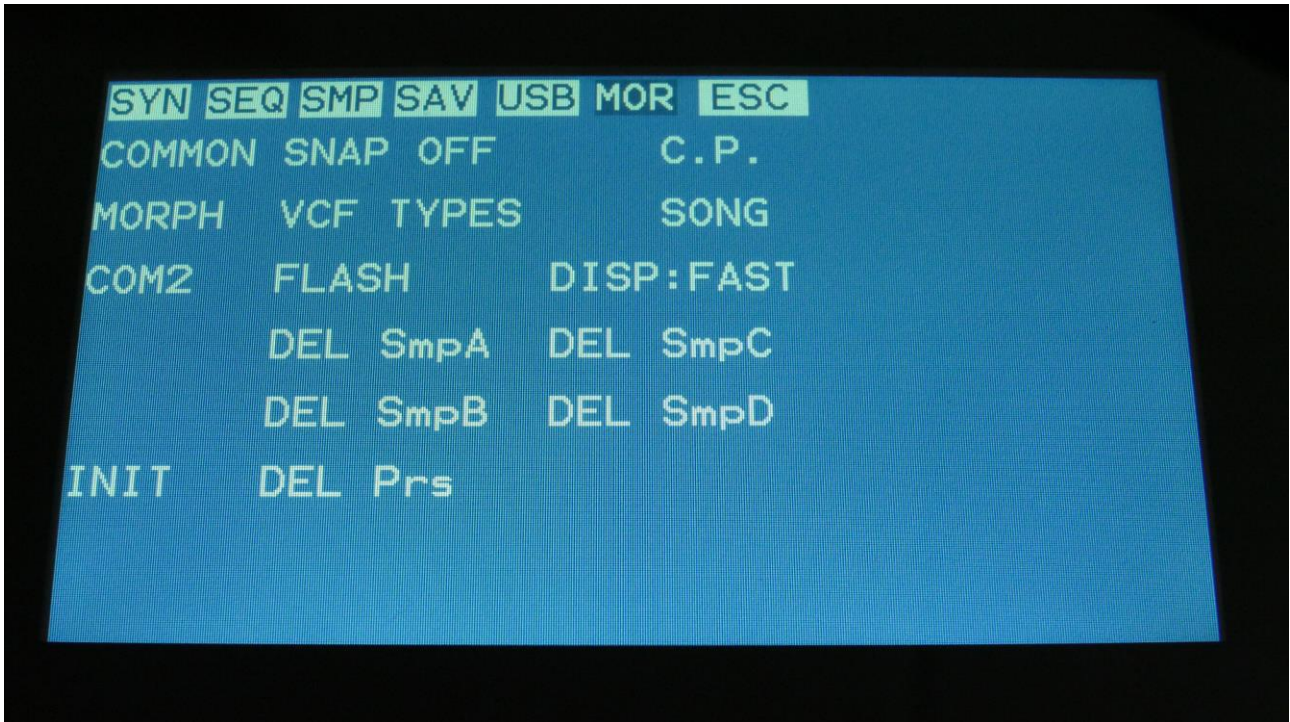 SYN SEQ SMP SAV USB MOR ESC
COMMON SNAP OFF C.P.
MORPH VCF TYPES SONG
COM2 FLASH DISP:FAST
DEL SmpA DEL SmpC
DEL SmpB DEL SmpD
INIT DEL Prs